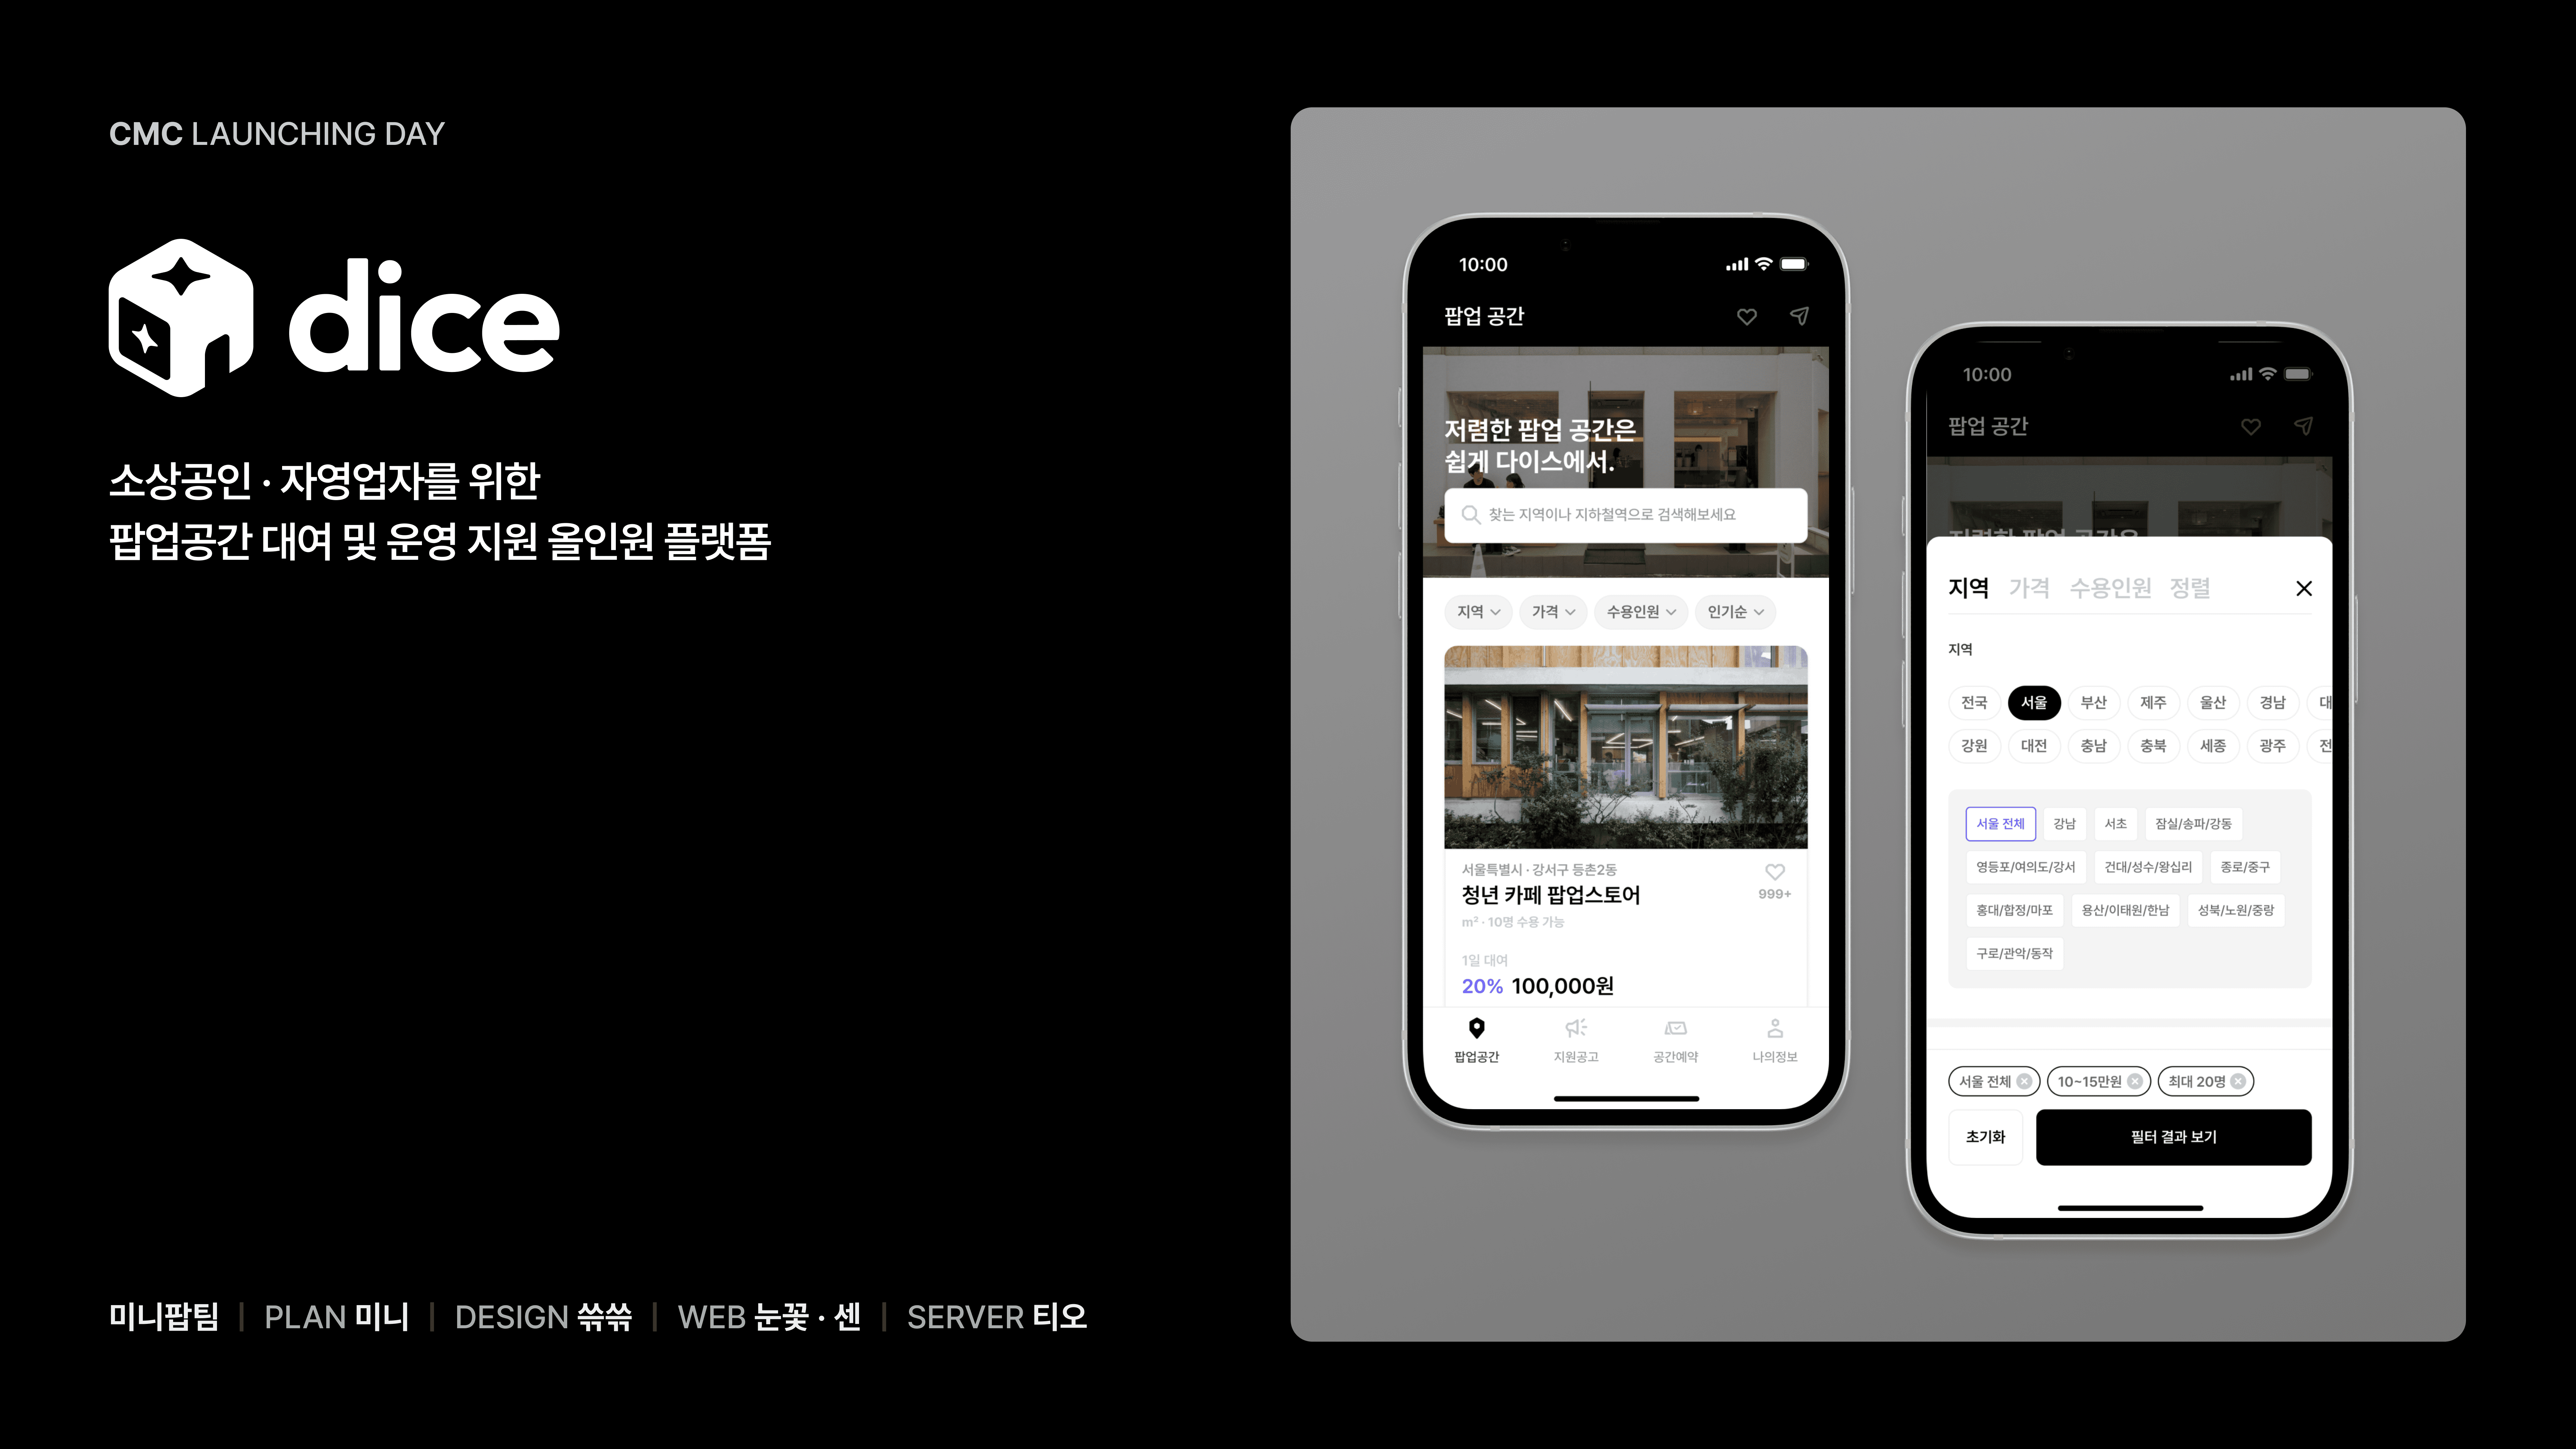 CMC LAUNCHING DAY
dice
소상공인 · 자영업자를 위한
팝업공간 대여 및 운영 지원 올인원 플랫폼
미니팝팀 | PLAN 미니 | DESIGN 쓲쓲 | WEB 눈꽃 · 센 | SERVER 티오
10:00
팝업 공간
저렴한 팝업 공간은
쉽게 다이스에서.
찾는 지역이나 지하철역으로 검색해보세요
지역 가격 수용인원 인기순
서울특별시 · 강서구 등촌2동
청년 카페 팝업스토어
999+
m² · 10명 수용 가능
1일 대여
20% 100,000원
팝업공간 지원공고 공간예약 나의정보
10:00
팝업 공간
저렴한 팝업 공간은
지역 가격 수용인원 정렬
지역
전국 서울 부산 제주 울산 경남 대
강원 대전 충남 충북 세종 광주 전
서울 전체 강남 서초 잠실/송파/강동
영등포/여의도/강서 건대/성수/왕십리 종로/중구
홍대/합정/마포 용산/이태원/한남 성북/노원/중랑
구로/관악/동작
서울 전체 10~15만원 최대 20명
초기화 필터 결과 보기